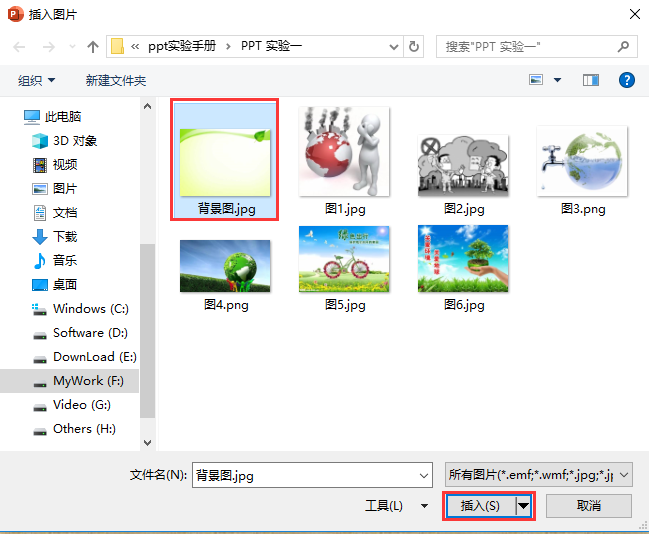 插入图片
« ppt实验手册 › PPT 实验一
搜索"PPT 实验一"
组织
新建文件夹
此电脑
3D 对象
视频
图片
文档
下载
音乐
桌面
Windows (C:)
Software (D:)
DownLoad (E:)
MyWork (F:)
Video (G:)
Others (H:)
背景图.jpg
图1.jpg
图2.jpg
图3.png
图4.png
图5.jpg
图6.jpg
文件名(N):
背景图.jpg
所有图片(*.emf;*.wmf;*.jpg;*.jp
工具(L)
插入(S)
取消